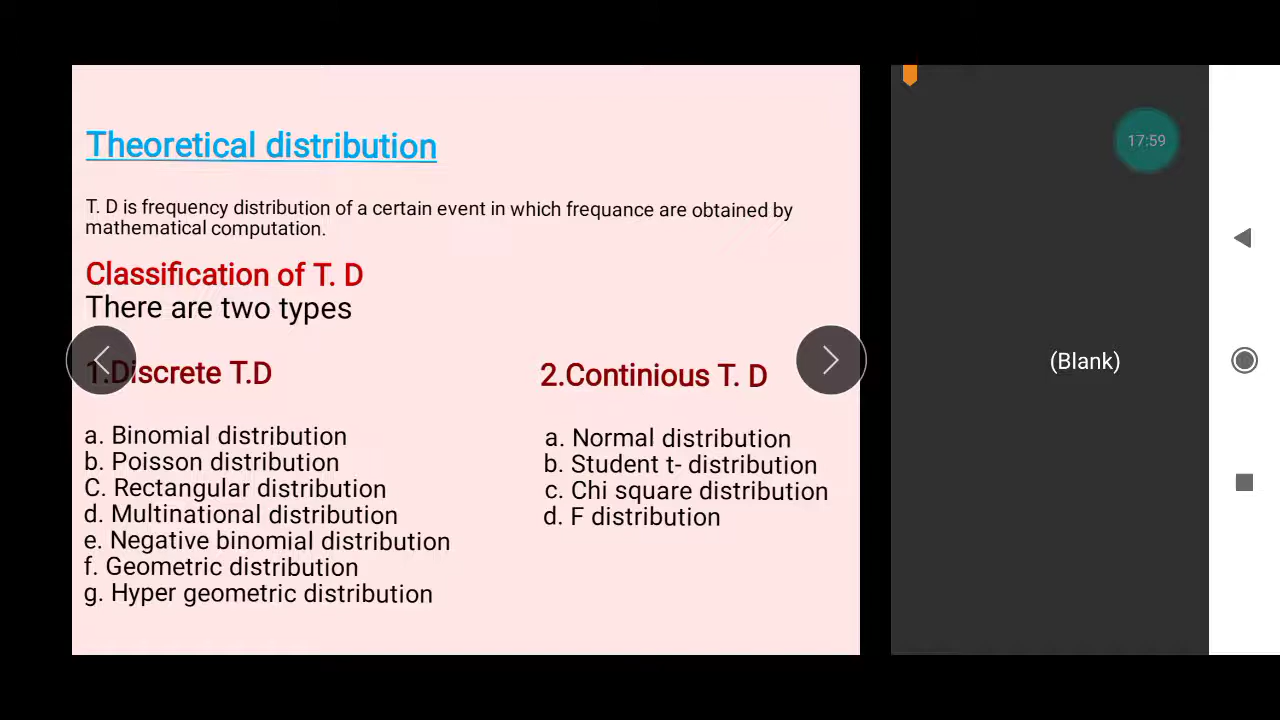 Theoretical distribution
17:59
T. D is frequency distribution of a certain event in which frequance are obtained by
mathematical computation.
Classification of T. D
There are two types
1.Discrete T.D
a. Binomial distribution
b. Poisson distribution
C. Rectangular distribution
d. Multinational distribution
e. Negative binomial distribution
f. Geometric distribution
g. Hyper geometric distribution
2.Continious T. D
a. Normal distribution
b. Student t- distribution
c. Chi square distribution
d. F distribution
(Blank)